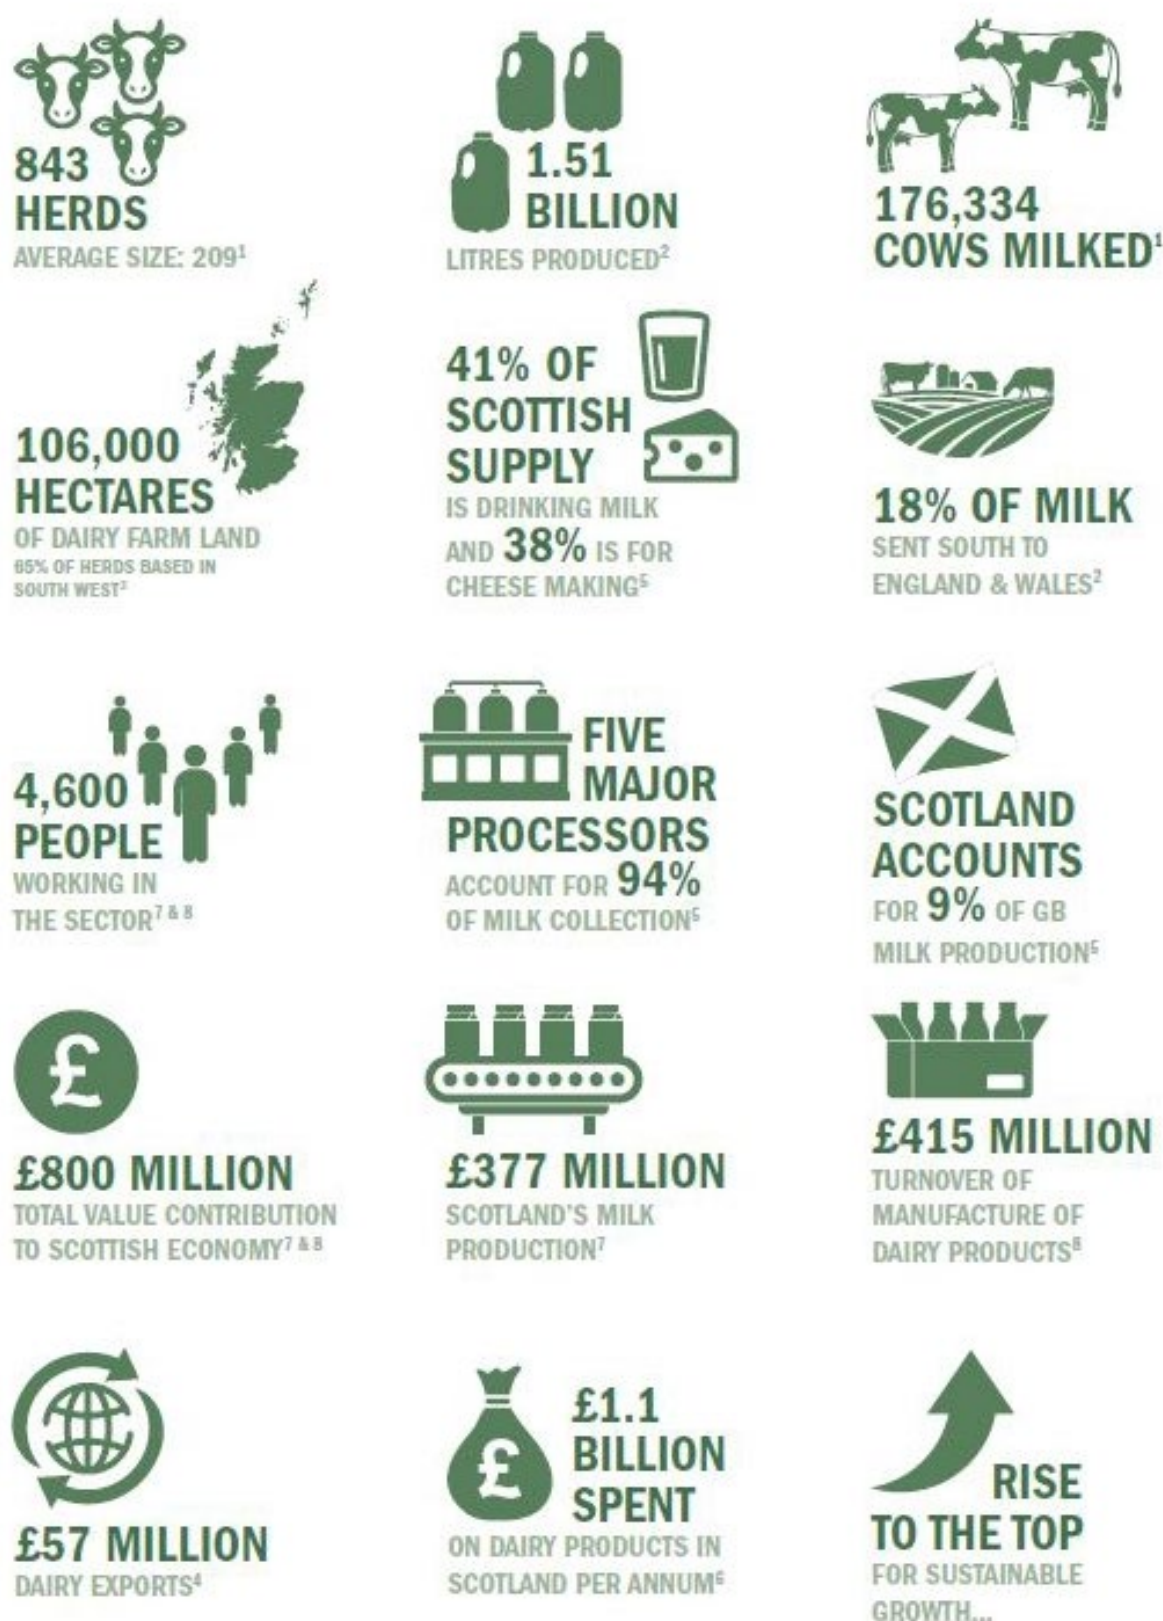 843
HERDS
AVERAGE SIZE: 209¹
1.51
BILLION
LITRES PRODUCED²
176,334
COWS MILKED¹
106,000
HECTARES
OF DAIRY FARM LAND
65% OF HERDS BASED IN
SOUTH WEST³
41% OF
SCOTTISH
SUPPLY
IS DRINKING MILK
AND 38% IS FOR
CHEESE MAKING⁵
18% OF MILK
SENT SOUTH TO
ENGLAND & WALES²
4,600
PEOPLE
WORKING IN
THE SECTOR⁷ & ⁸
FIVE
MAJOR
PROCESSORS
ACCOUNT FOR 94%
OF MILK COLLECTION⁵
SCOTLAND
ACCOUNTS
FOR 9% OF GB
MILK PRODUCTION⁵
£
£800 MILLION
TOTAL VALUE CONTRIBUTION
TO SCOTTISH ECONOMY⁷ & ⁸
£377 MILLION
SCOTLAND'S MILK
PRODUCTION⁷
£415 MILLION
TURNOVER OF
MANUFACTURE OF
DAIRY PRODUCTS⁸
£57 MILLION
DAIRY EXPORTS⁴
£
£1.1
BILLION
SPENT
ON DAIRY PRODUCTS IN
SCOTLAND PER ANNUM⁶
RISE
TO THE TOP
FOR SUSTAINABLE
GROWTH...